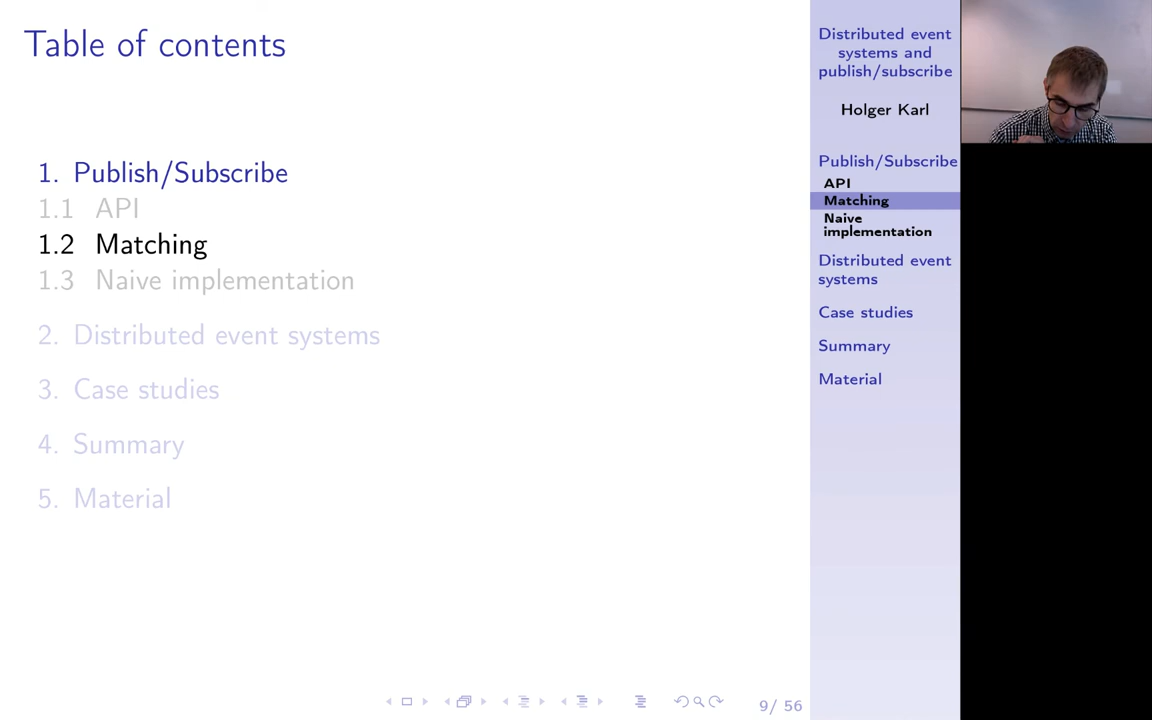 Table of contents
1. Publish/Subscribe
1.1 API
1.2 Matching
1.3 Naive implementation
2. Distributed event systems
3. Case studies
4. Summary
5. Material
9/ 56
Distributed event
systems and
publish/subscribe
Holger Karl
Publish/Subscribe
API
Matching
Naive
implementation
Distributed event
systems
Case studies
Summary
Material